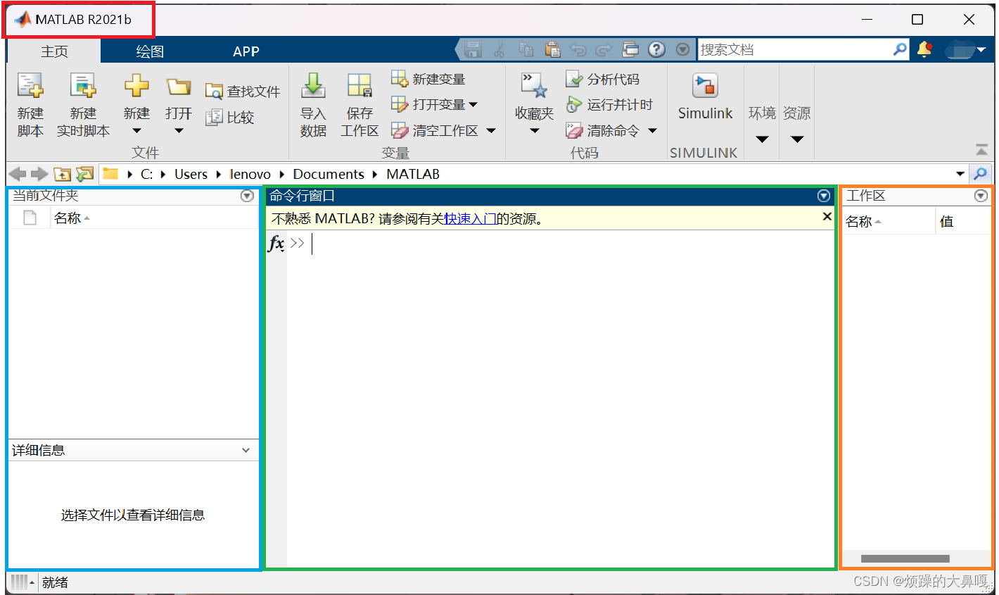 MATLAB R2021b
主页 绘图 APP 搜索文档
新建 脚本
新建 实时脚本
新建
打开
查找文件
比较
文件
导入 数据
保存 工作区
新建变量
打开变量
清空工作区
变量
收藏夹
分析代码
运行并计时
清除命令
代码
Simulink
SIMULINK
环境
资源
C: Users lenovo Documents MATLAB
当前文件夹
名称
详细信息
选择文件以查看详细信息
命令行窗口
不熟悉 MATLAB? 请参阅有关快速入门的资源。
fx >>
工作区
名称 值
就绪
CSDN @烦躁的大鼻嘎